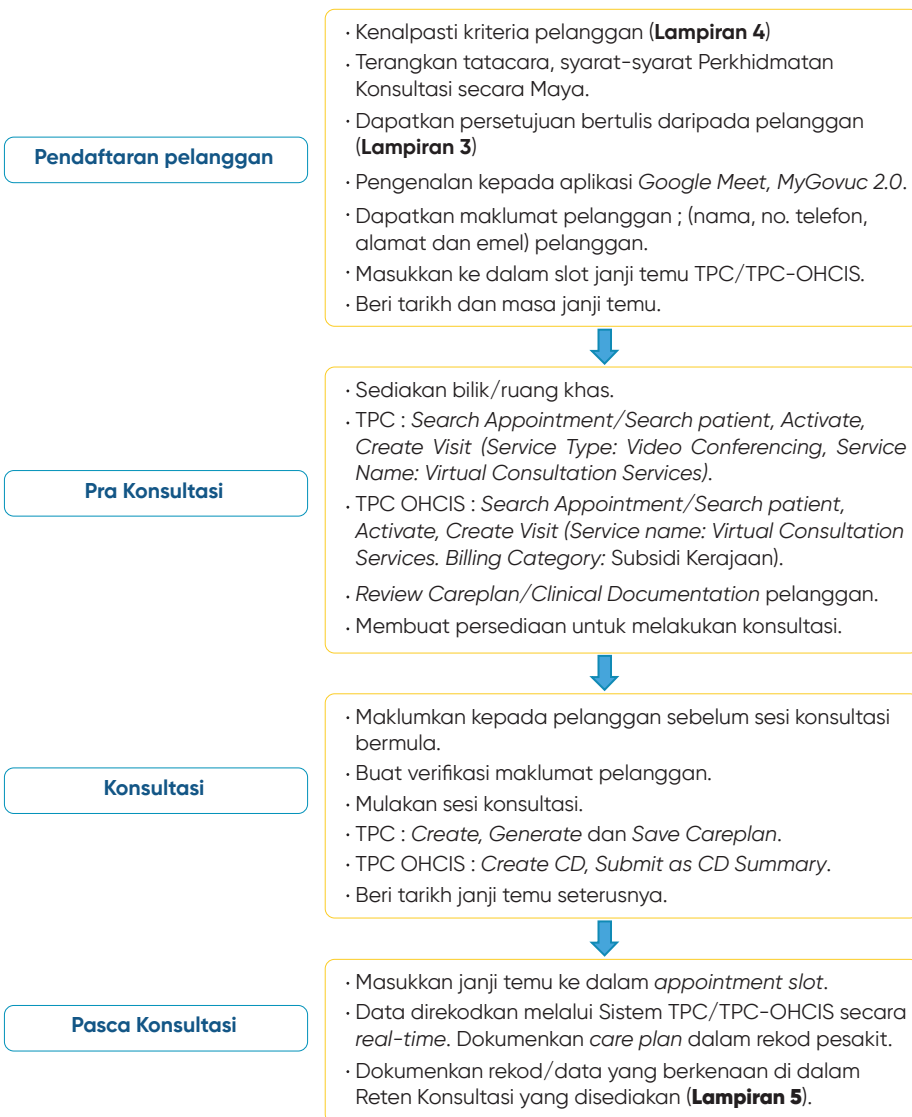 Pendaftaran pelanggan
· Kenalpasti kriteria pelanggan (Lampiran 4)
· Terangkan tatacara, syarat-syarat Perkhidmatan
Konsultasi secara Maya.
· Dapatkan persetujuan bertulis daripada pelanggan
(Lampiran 3)
· Pengenalan kepada aplikasi Google Meet, MyGovuc 2.0.
· Dapatkan maklumat pelanggan ; (nama, no. telefon,
alamat dan emel) pelanggan.
· Masukkan ke dalam slot janji temu TPC/TPC-OHCIS.
· Beri tarikh dan masa janji temu.
Pra Konsultasi
· Sediakan bilik/ruang khas.
· TPC : Search Appointment/Search patient, Activate,
Create Visit (Service Type: Video Conferencing, Service
Name: Virtual Consultation Services).
· TPC OHCIS : Search Appointment/Search patient,
Activate, Create Visit (Service name: Virtual Consultation
Services. Billing Category: Subsidi Kerajaan).
· Review Careplan/Clinical Documentation pelanggan.
· Membuat persediaan untuk melakukan konsultasi.
Konsultasi
· Maklumkan kepada pelanggan sebelum sesi konsultasi
bermula.
· Buat verifikasi maklumat pelanggan.
· Mulakan sesi konsultasi.
· TPC : Create, Generate dan Save Careplan.
· TPC OHCIS : Create CD, Submit as CD Summary.
· Beri tarikh janji temu seterusnya.
Pasca Konsultasi
· Masukkan janji temu ke dalam appointment slot.
· Data direkodkan melalui Sistem TPC/TPC-OHCIS secara
real-time. Dokumenkan care plan dalam rekod pesakit.
· Dokumenkan rekod/data yang berkenaan di dalam
Reten Konsultasi yang disediakan (Lampiran 5).